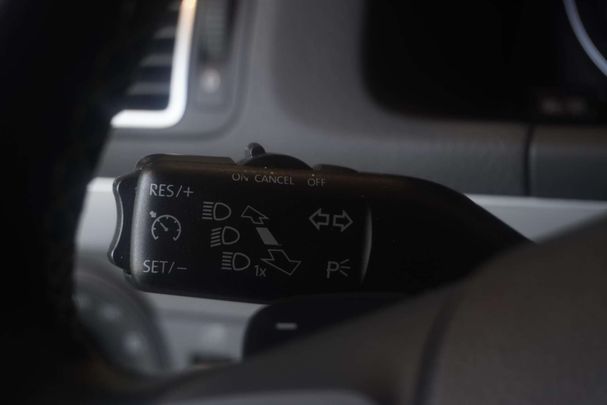 ON CANCEL OFF
RES/+
SET/−
1x
P